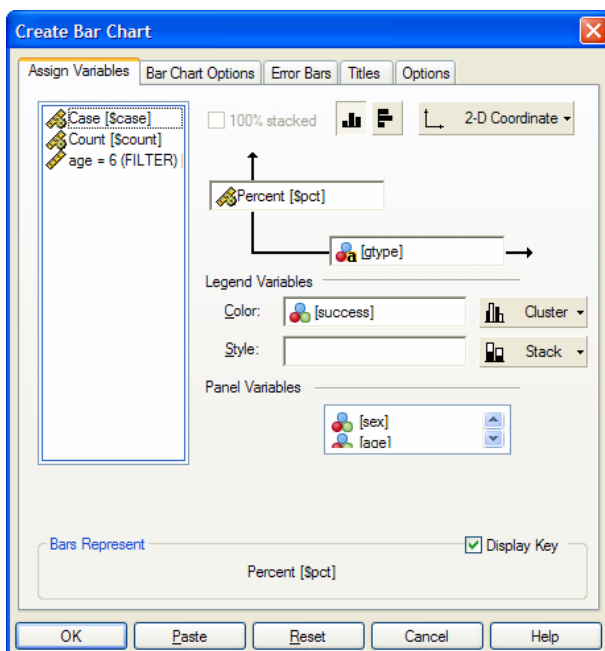 Create Bar Chart
Assign Variables Bar Chart Options Error Bars Titles Options
Case [$case]
Count [$count]
age = 6 (FILTER) [
100% stacked
2-D Coordinate
Percent [$pct]
a [gtype]
Legend Variables
Color: [success] Cluster
Style: Stack
Panel Variables
[sex]
[age]
Bars Represent
Display Key
Percent [$pct]
OK Paste Reset Cancel Help